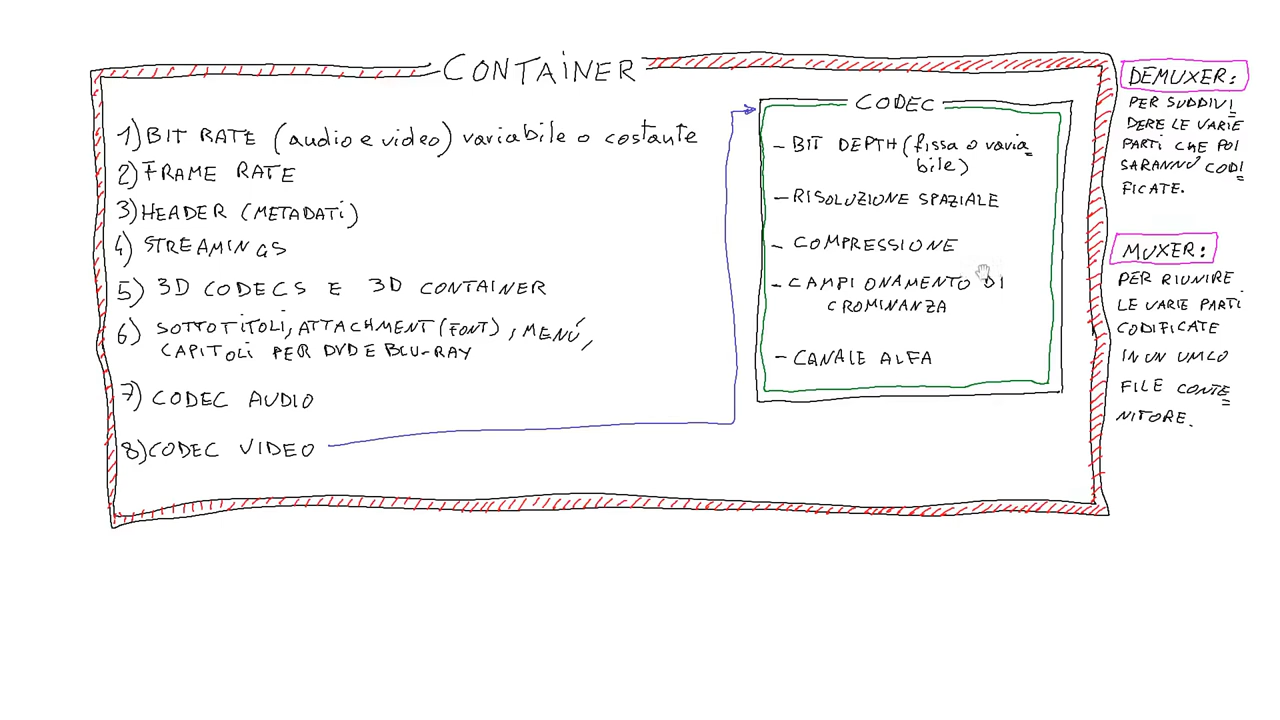 CONTAINER
1) BIT RATE (audio e video) variabile o costante
2) FRAME RATE
3) HEADER (METADATI)
4) STREAMINGS
5) 3D CODECS E 3D CONTAINER
6) SOTTOTITOLI, ATTACHMENT (FONT), MENÚ,
CAPITOLI PER DVD E BLU-RAY
7) CODEC AUDIO
8) CODEC VIDEO
CODEC
- BIT DEPTH (fissa o varia
bile)
- RISOLUZIONE SPAZIALE
- COMPRESSIONE
- CAMPIONAMENTO DI
CROMINANZA
- CANALE ALFA
DEMUXER:
PER SUDDIVI
DERE LE VARIE
PARTI CHE POI
SARANNO CODI
FICATE.
MUXER:
PER RIUNIRE
LE VARIE PARTI
CODIFICATE
IN UN UNICO
FILE CONTE
NITORE.